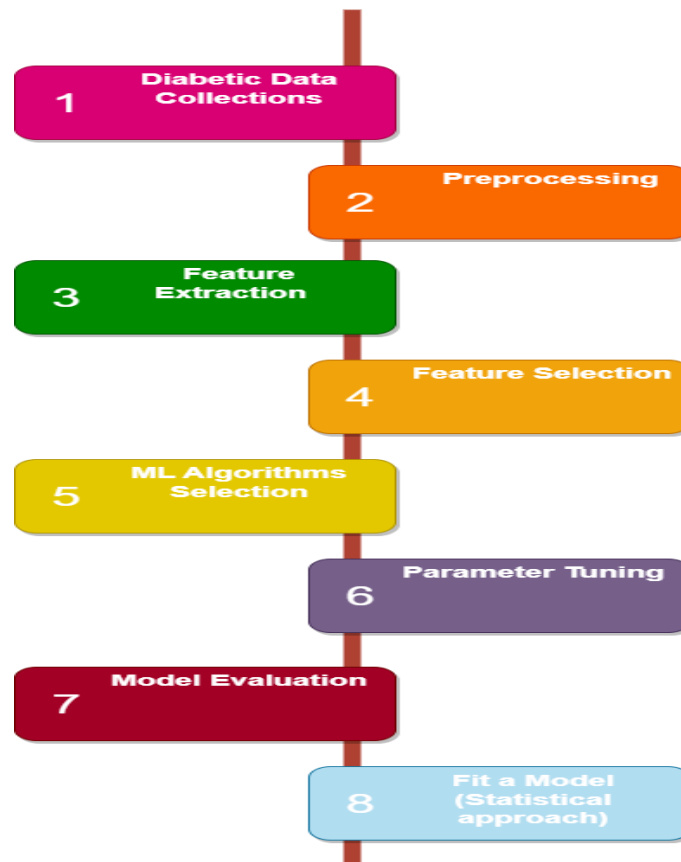 1
Diabetic Data
Collections
2
Preprocessing
3
Feature
Extraction
4
Feature Selection
5
ML Algorithms
Selection
6
Parameter Tuning
7
Model Evaluation
8
Fit a Model
(Statistical
approach)